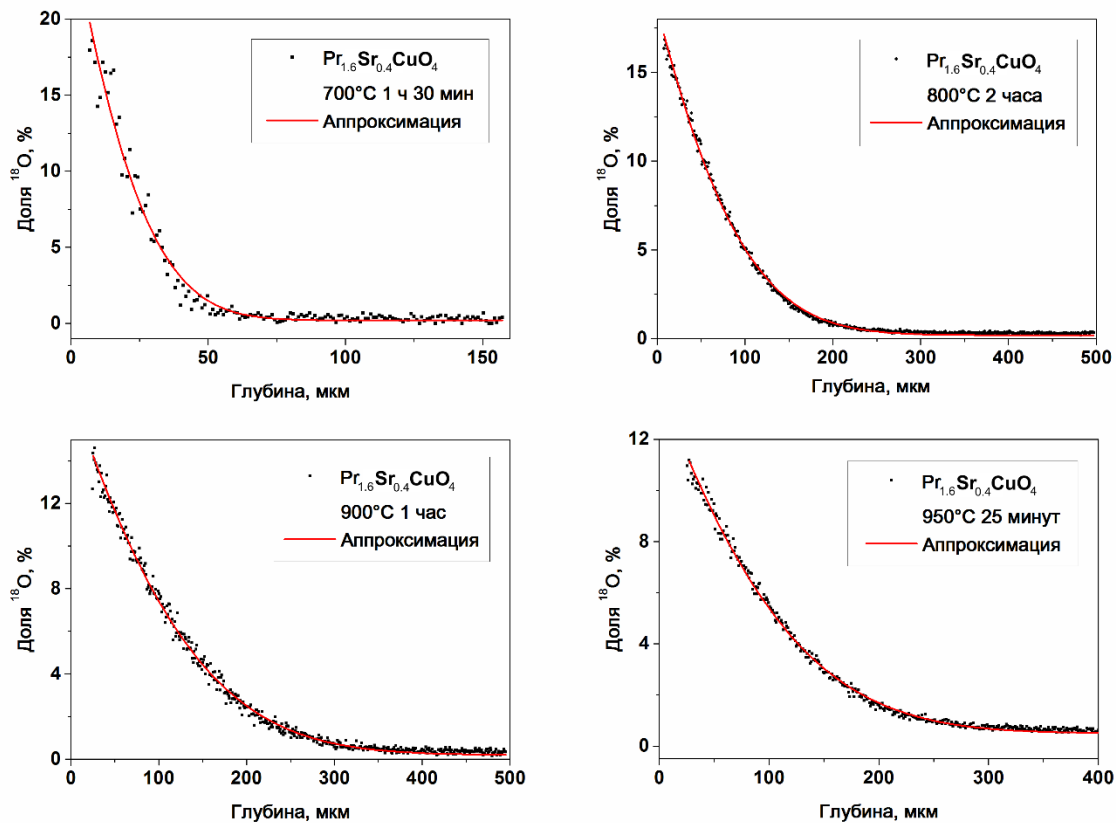 20
15
10
5
0
Доля ¹⁸O, %
Pr₁.₆Sr₀.₄CuO₄
700°C 1 ч 30 мин
Аппроксимация
0 50 100 150
Глубина, мкм
15
10
5
0
Доля ¹⁸O, %
Pr₁.₆Sr₀.₄CuO₄
800°C 2 часа
Аппроксимация
0 100 200 300 400 500
Глубина, мкм
12
8
4
0
Доля ¹⁸O, %
Pr₁.₆Sr₀.₄CuO₄
900°C 1 час
Аппроксимация
0 100 200 300 400 500
Глубина, мкм
12
8
4
0
Доля ¹⁸O, %
Pr₁.₆Sr₀.₄CuO₄
950°C 25 минут
Аппроксимация
0 100 200 300 400
Глубина, мкм